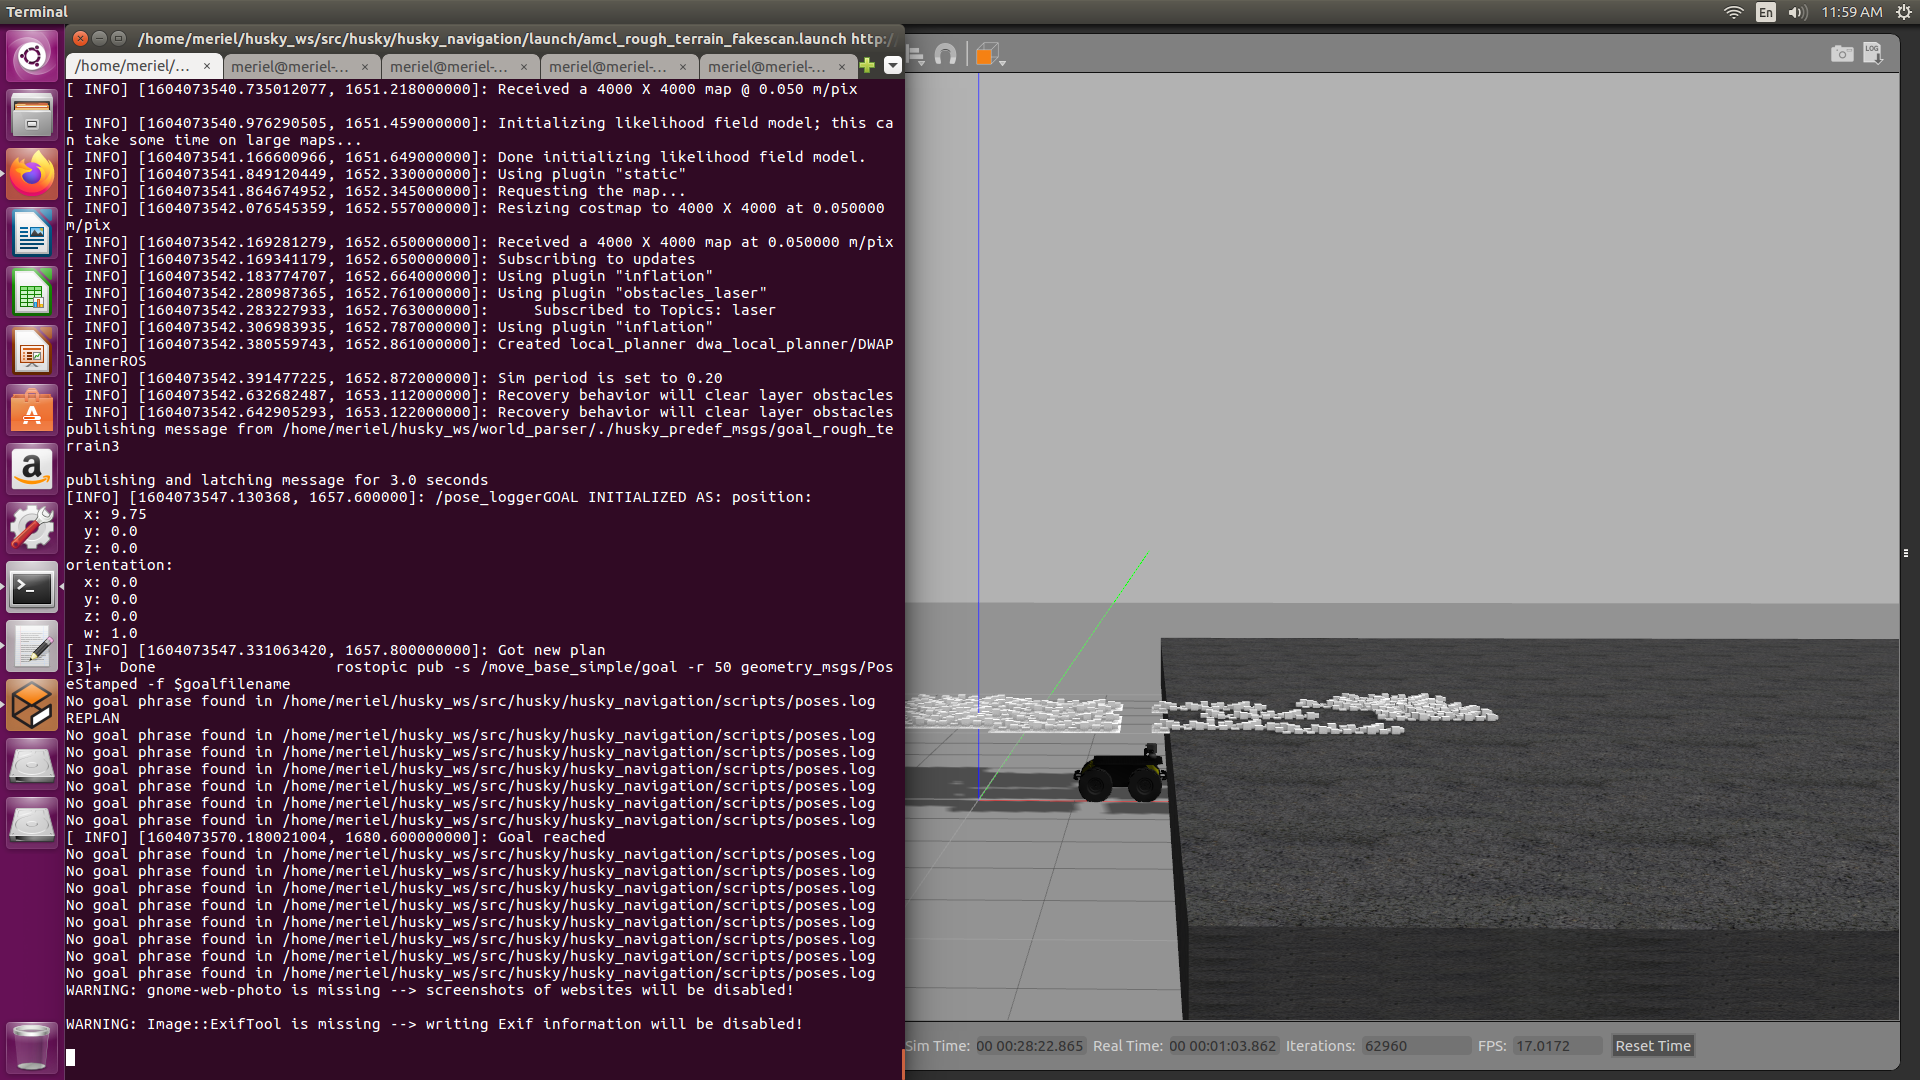 Terminal
En
11:59 AM
/home/meriel/husky_ws/src/husky/husky_navigation/launch/amcl_rough_terrain_fakescan.launch http:/
/home/meriel/...
meriel@meriel-...
meriel@meriel-...
meriel@meriel-...
meriel@meriel-...
LOG
[ INFO] [1604073540.735012077, 1651.218000000]: Received a 4000 X 4000 map @ 0.050 m/pix
[ INFO] [1604073540.976290505, 1651.459000000]: Initializing likelihood field model; this ca
n take some time on large maps...
[ INFO] [1604073541.166600966, 1651.649000000]: Done initializing likelihood field model.
[ INFO] [1604073541.849120449, 1652.330000000]: Using plugin "static"
[ INFO] [1604073541.864674952, 1652.345000000]: Requesting the map...
[ INFO] [1604073542.076545359, 1652.557000000]: Resizing costmap to 4000 X 4000 at 0.050000
m/pix
[ INFO] [1604073542.169281279, 1652.650000000]: Received a 4000 X 4000 map at 0.050000 m/pix
[ INFO] [1604073542.169341179, 1652.650000000]: Subscribing to updates
[ INFO] [1604073542.183774707, 1652.664000000]: Using plugin "inflation"
[ INFO] [1604073542.280987365, 1652.761000000]: Using plugin "obstacles_laser"
[ INFO] [1604073542.283227933, 1652.763000000]:     Subscribed to Topics: laser
[ INFO] [1604073542.306983935, 1652.787000000]: Using plugin "inflation"
[ INFO] [1604073542.380559743, 1652.861000000]: Created local_planner dwa_local_planner/DWAP
lannerROS
[ INFO] [1604073542.391477225, 1652.872000000]: Sim period is set to 0.20
[ INFO] [1604073542.632682487, 1653.112000000]: Recovery behavior will clear layer obstacles
[ INFO] [1604073542.642905293, 1653.122000000]: Recovery behavior will clear layer obstacles
publishing message from /home/meriel/husky_ws/world_parser/./husky_predef_msgs/goal_rough_te
rrain3
publishing and latching message for 3.0 seconds
[INFO] [1604073547.130368, 1657.600000]: /pose_loggerGOAL INITIALIZED AS: position:
x: 9.75
y: 0.0
z: 0.0
orientation:
x: 0.0
y: 0.0
z: 0.0
w: 1.0
[ INFO] [1604073547.331063420, 1657.800000000]: Got new plan
[3]+  Done                    rostopic pub -s /move_base_simple/goal -r 50 geometry_msgs/Pos
eStamped -f $goalfilename
No goal phrase found in /home/meriel/husky_ws/src/husky/husky_navigation/scripts/poses.log
REPLAN
No goal phrase found in /home/meriel/husky_ws/src/husky/husky_navigation/scripts/poses.log
No goal phrase found in /home/meriel/husky_ws/src/husky/husky_navigation/scripts/poses.log
No goal phrase found in /home/meriel/husky_ws/src/husky/husky_navigation/scripts/poses.log
No goal phrase found in /home/meriel/husky_ws/src/husky/husky_navigation/scripts/poses.log
No goal phrase found in /home/meriel/husky_ws/src/husky/husky_navigation/scripts/poses.log
No goal phrase found in /home/meriel/husky_ws/src/husky/husky_navigation/scripts/poses.log
[ INFO] [1604073570.180021004, 1680.600000000]: Goal reached
No goal phrase found in /home/meriel/husky_ws/src/husky/husky_navigation/scripts/poses.log
No goal phrase found in /home/meriel/husky_ws/src/husky/husky_navigation/scripts/poses.log
No goal phrase found in /home/meriel/husky_ws/src/husky/husky_navigation/scripts/poses.log
No goal phrase found in /home/meriel/husky_ws/src/husky/husky_navigation/scripts/poses.log
No goal phrase found in /home/meriel/husky_ws/src/husky/husky_navigation/scripts/poses.log
No goal phrase found in /home/meriel/husky_ws/src/husky/husky_navigation/scripts/poses.log
No goal phrase found in /home/meriel/husky_ws/src/husky/husky_navigation/scripts/poses.log
No goal phrase found in /home/meriel/husky_ws/src/husky/husky_navigation/scripts/poses.log
WARNING: gnome-web-photo is missing --> screenshots of websites will be disabled!
WARNING: Image::ExifTool is missing --> writing Exif information will be disabled!
Sim Time: 00 00:28:22.865 Real Time: 00 00:01:03.862 Iterations: 62960 FPS: 17.0172 Reset Time